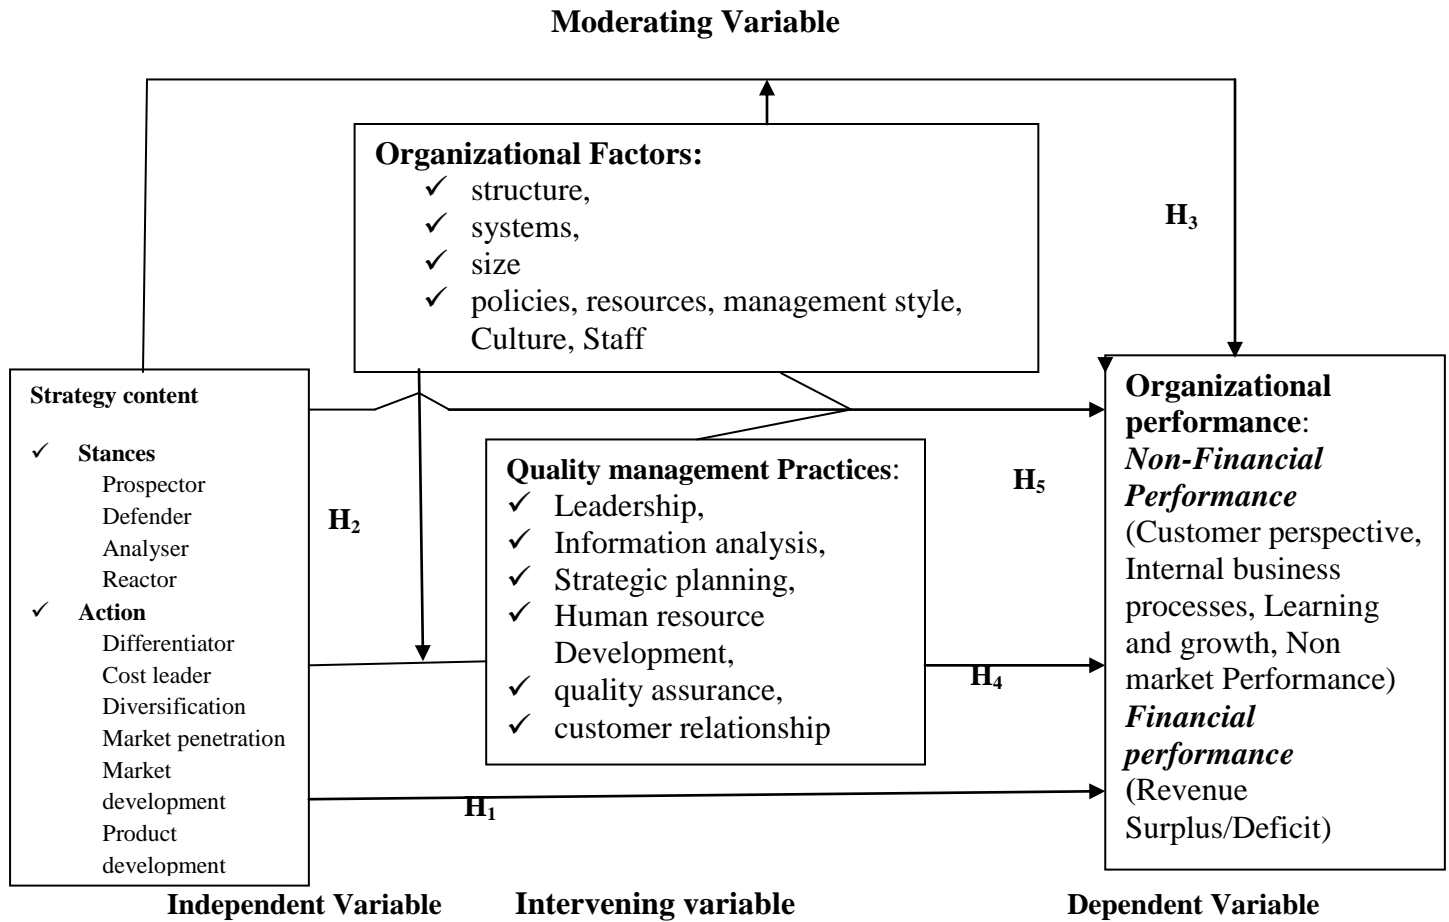 Moderating Variable
Organizational Factors:
✓ structure,
✓ systems,
✓ size
✓ policies, resources, management style,
Culture, Staff
H₃
Strategy content
✓ Stances
Prospector
Defender
Analyser
Reactor
✓ Action
Differentiator
Cost leader
Diversification
Market penetration
Market
development
Product
development
H₂
Quality management Practices:
✓ Leadership,
✓ Information analysis,
✓ Strategic planning,
✓ Human resource
Development,
✓ quality assurance,
✓ customer relationship
H₅
H₄
H₁
Organizational
performance:
Non-Financial
Performance
(Customer perspective,
Internal business
processes, Learning
and growth, Non
market Performance)
Financial
performance
(Revenue
Surplus/Deficit)
Independent Variable
Intervening variable
Dependent Variable